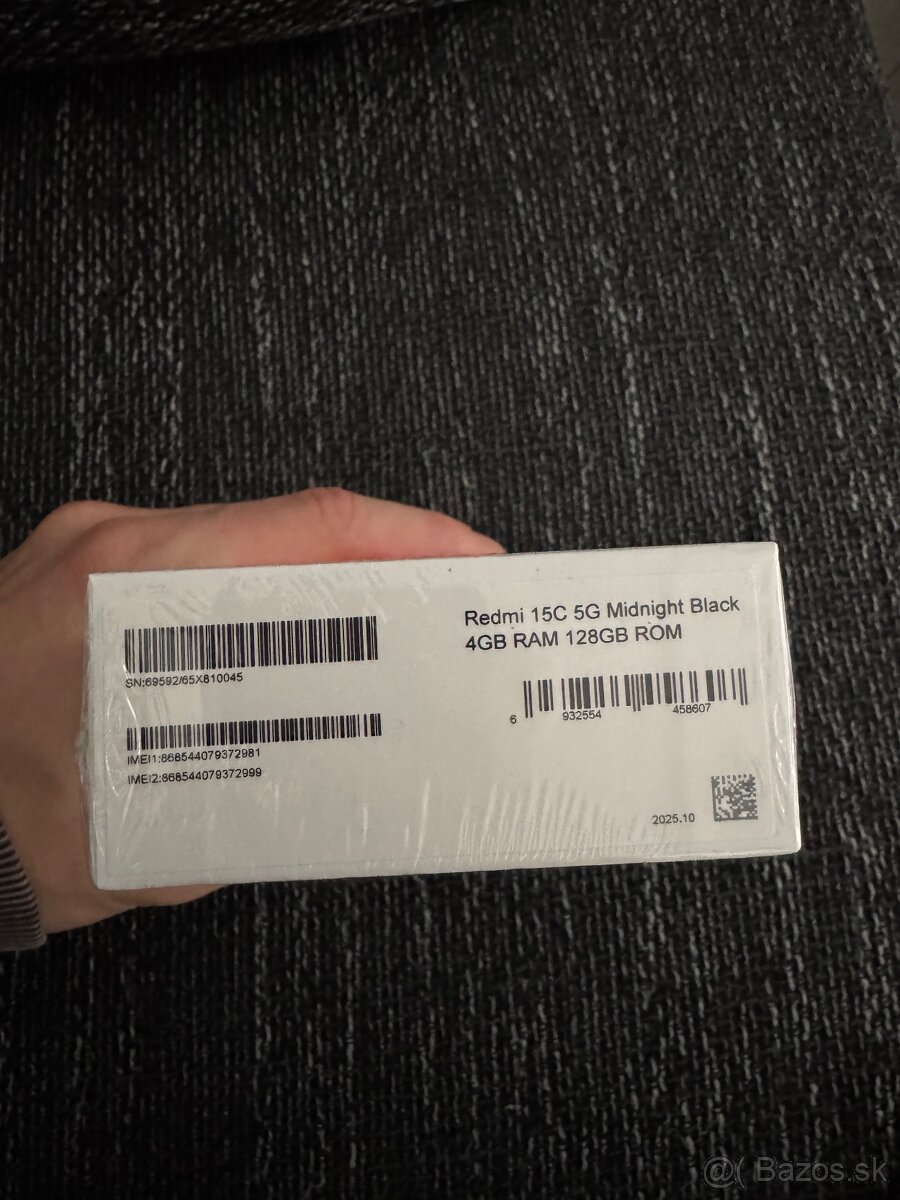 Redmi 15C 5G Midnight Black
4GB RAM 128GB ROM
SN:69592/65X810045
6 932554 458607
IMEI1:868544079372981
IMEI2:868544079372999
2025.10
@( Bazos.sk